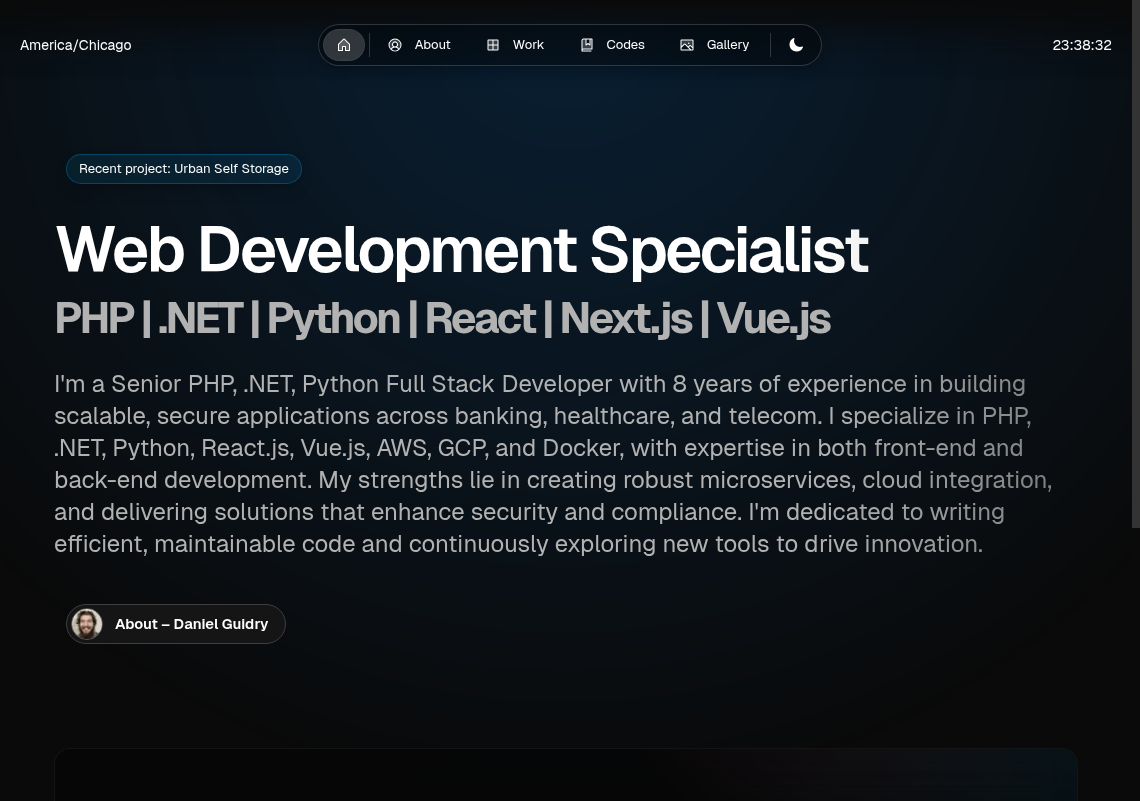 America/Chicago
About
Work
Codes
Gallery
23:38:32
Recent project: Urban Self Storage
Web Development Specialist
PHP | .NET | Python | React | Next.js | Vue.js
I'm a Senior PHP, .NET, Python Full Stack Developer with 8 years of experience in building
scalable, secure applications across banking, healthcare, and telecom. I specialize in PHP,
.NET, Python, React.js, Vue.js, AWS, GCP, and Docker, with expertise in both front-end and
back-end development. My strengths lie in creating robust microservices, cloud integration,
and delivering solutions that enhance security and compliance. I'm dedicated to writing
efficient, maintainable code and continuously exploring new tools to drive innovation.
About – Daniel Guidry